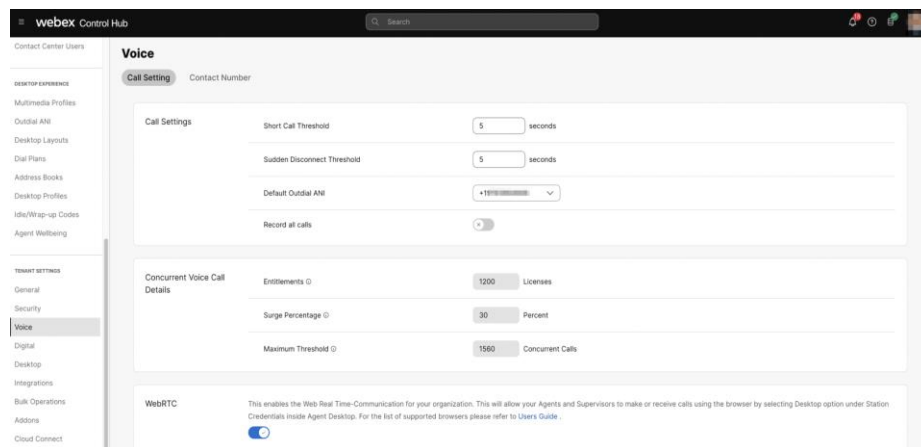 webex Control Hub
Search
Contact Center Users
DESKTOP EXPERIENCE
Multimedia Profiles
Outdial ANI
Desktop Layouts
Dial Plans
Address Books
Desktop Profiles
Idle/Wrap-up Codes
Agent Wellbeing
TENANT SETTINGS
General
Security
Voice
Digital
Desktop
Integrations
Bulk Operations
Addons
Cloud Connect
Voice
Call Setting Contact Number
Call Settings
Short Call Threshold 5 seconds
Sudden Disconnect Threshold 5 seconds
Default Outdial ANI
Record all calls
Concurrent Voice Call
Details
Entitlements 1200 Licenses
Surge Percentage 30 Percent
Maximum Threshold 1560 Concurrent Calls
WebRTC
This enables the Web Real Time-Communication for your organization. This will allow your Agents and Supervisors to make or receive calls using the browser by selecting Desktop option under Station
Credentials inside Agent Desktop. For the list of supported browsers please refer to Users Guide .